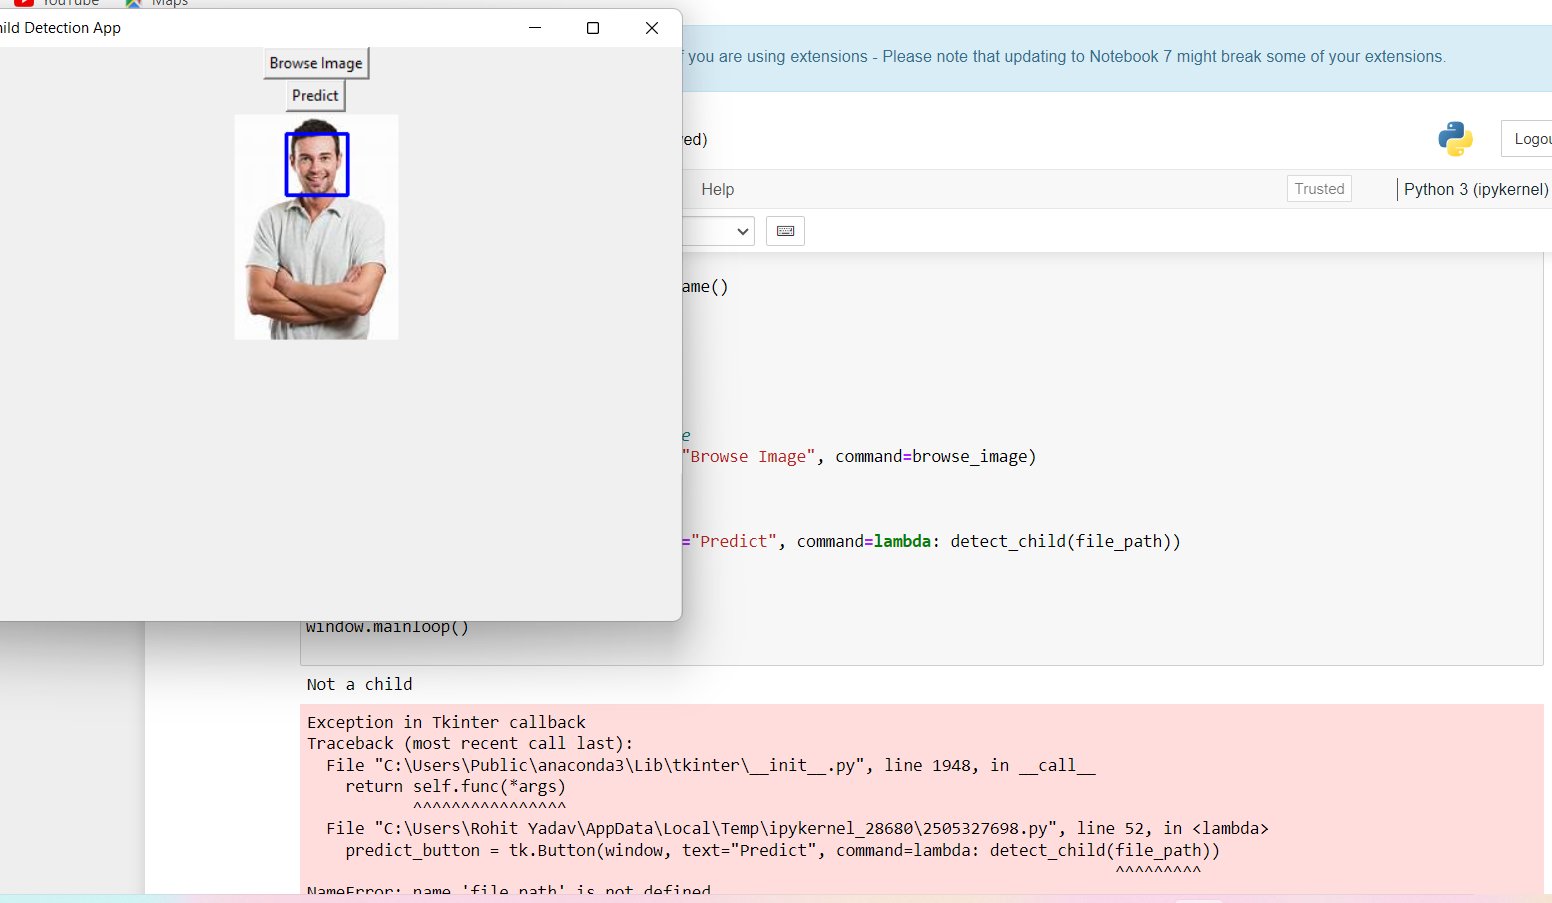 YouTube
Maps
ild Detection App
Browse Image
Predict
you are using extensions - Please note that updating to Notebook 7 might break some of your extensions.
ed)
Logou
Help
Trusted
Python 3 (ipykernel)
ame()
e
"Browse Image", command=browse_image)
="Predict", command=lambda: detect_child(file_path))
window.mainloop()
Not a child
Exception in Tkinter callback
Traceback (most recent call last):
File "C:\Users\Public\anaconda3\Lib\tkinter\__init__.py", line 1948, in __call__
return self.func(*args)
^^^^^^^^^^^^^^^^
File "C:\Users\Rohit Yadav\AppData\Local\Temp\ipykernel_28680\2505327698.py", line 52, in <lambda>
predict_button = tk.Button(window, text="Predict", command=lambda: detect_child(file_path))
^^^^^^^^^
NameError: name 'file_path' is not defined